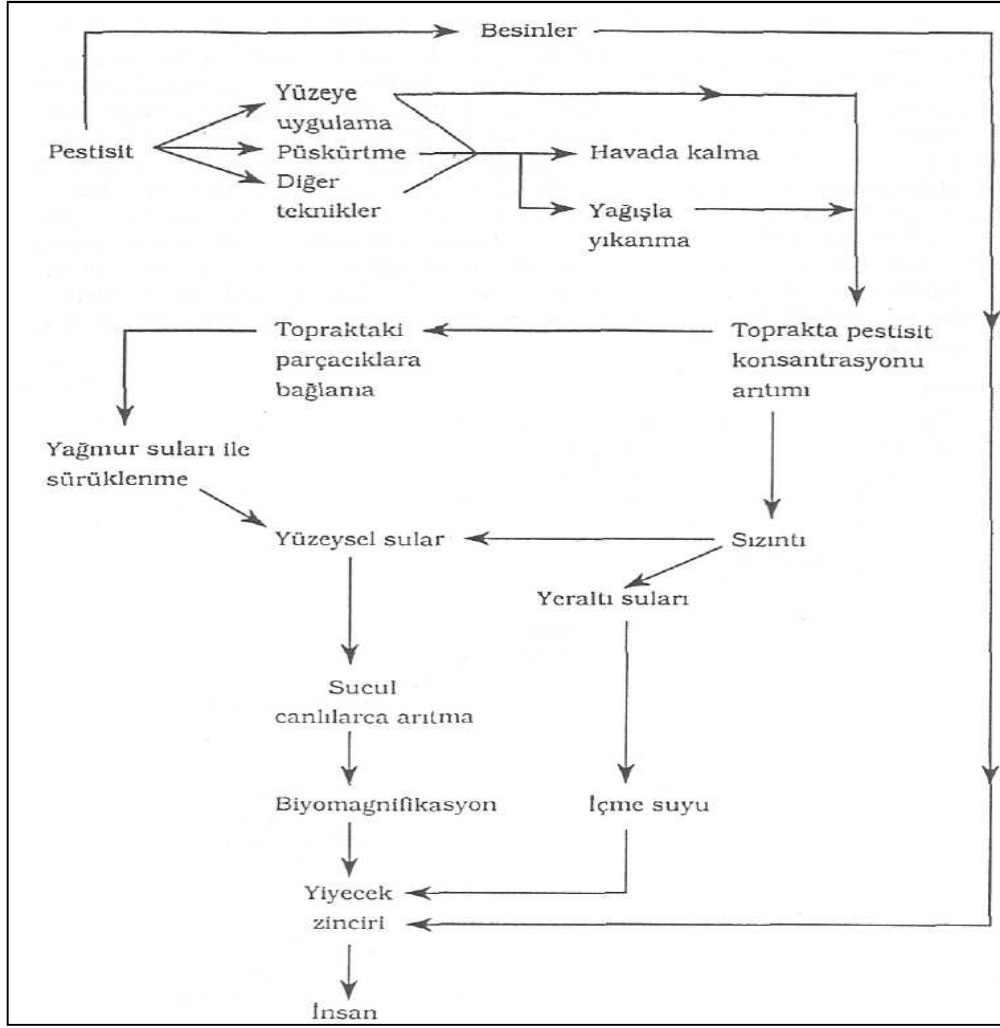 Besinler
Yüzeye
uygulama
Pestisit
Püskürtme
Havada kalma
Diğer
teknikler
Yağışla
yıkanma
Topraktaki
parçacıklara
bağlama
Toprakta pestisit
konsantrasyonu
arıtımı
Yağmur suları ile
sürüklenme
Yüzeysel sular
Sızıntı
Yeraltı suları
Sucul
canlılarca arıtma
Biyomagnifikasyon
İçme suyu
Yiyecek
zinciri
İnsan